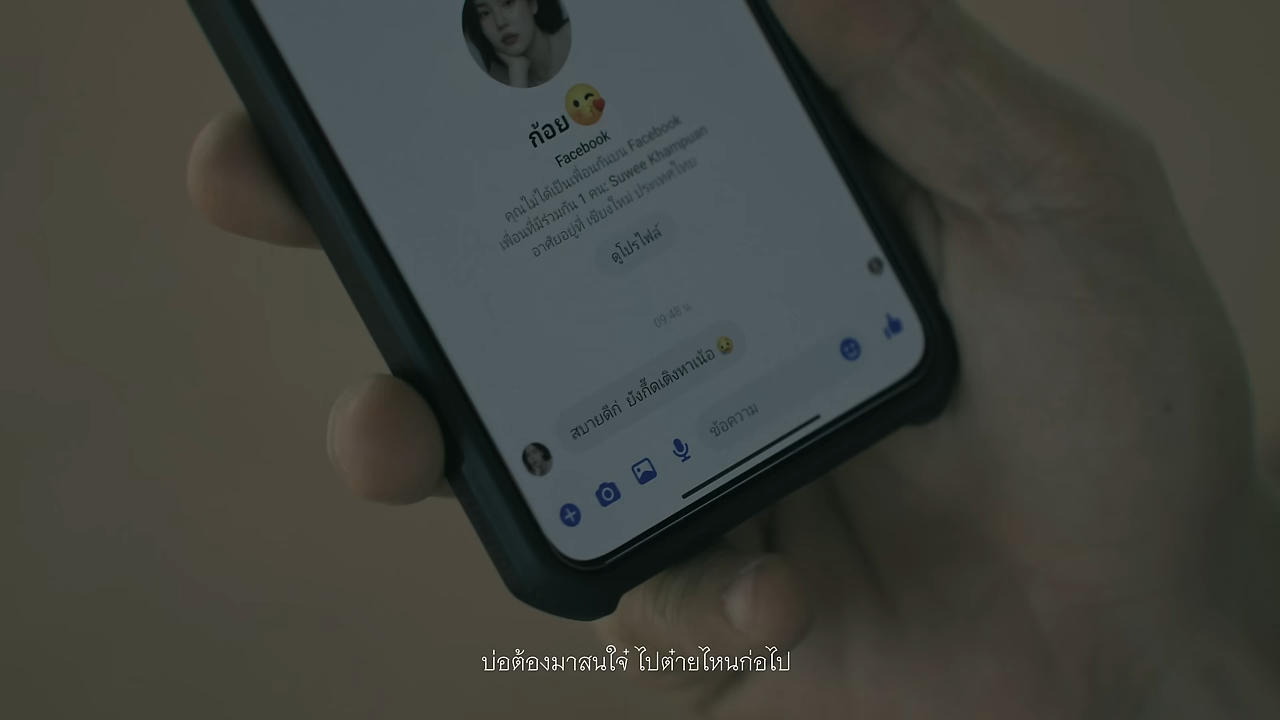 ก้อย😘
Facebook
คุณไม่ได้เป็นเพื่อนกันบน Facebook
เพื่อนที่มีร่วมกัน 1 คน: Suwee Khampuan
อาศัยอยู่ที่ เชียงใหม่ ประเทศไทย
ดูโปรไฟล์
09:48 น.
สบายดีก่ บ่งกึ๊ดเติงหาเน้อ 😘
ข้อความ
บ่อต้องมาสนใจ๋ ไปต๋ายไหนก่อไป